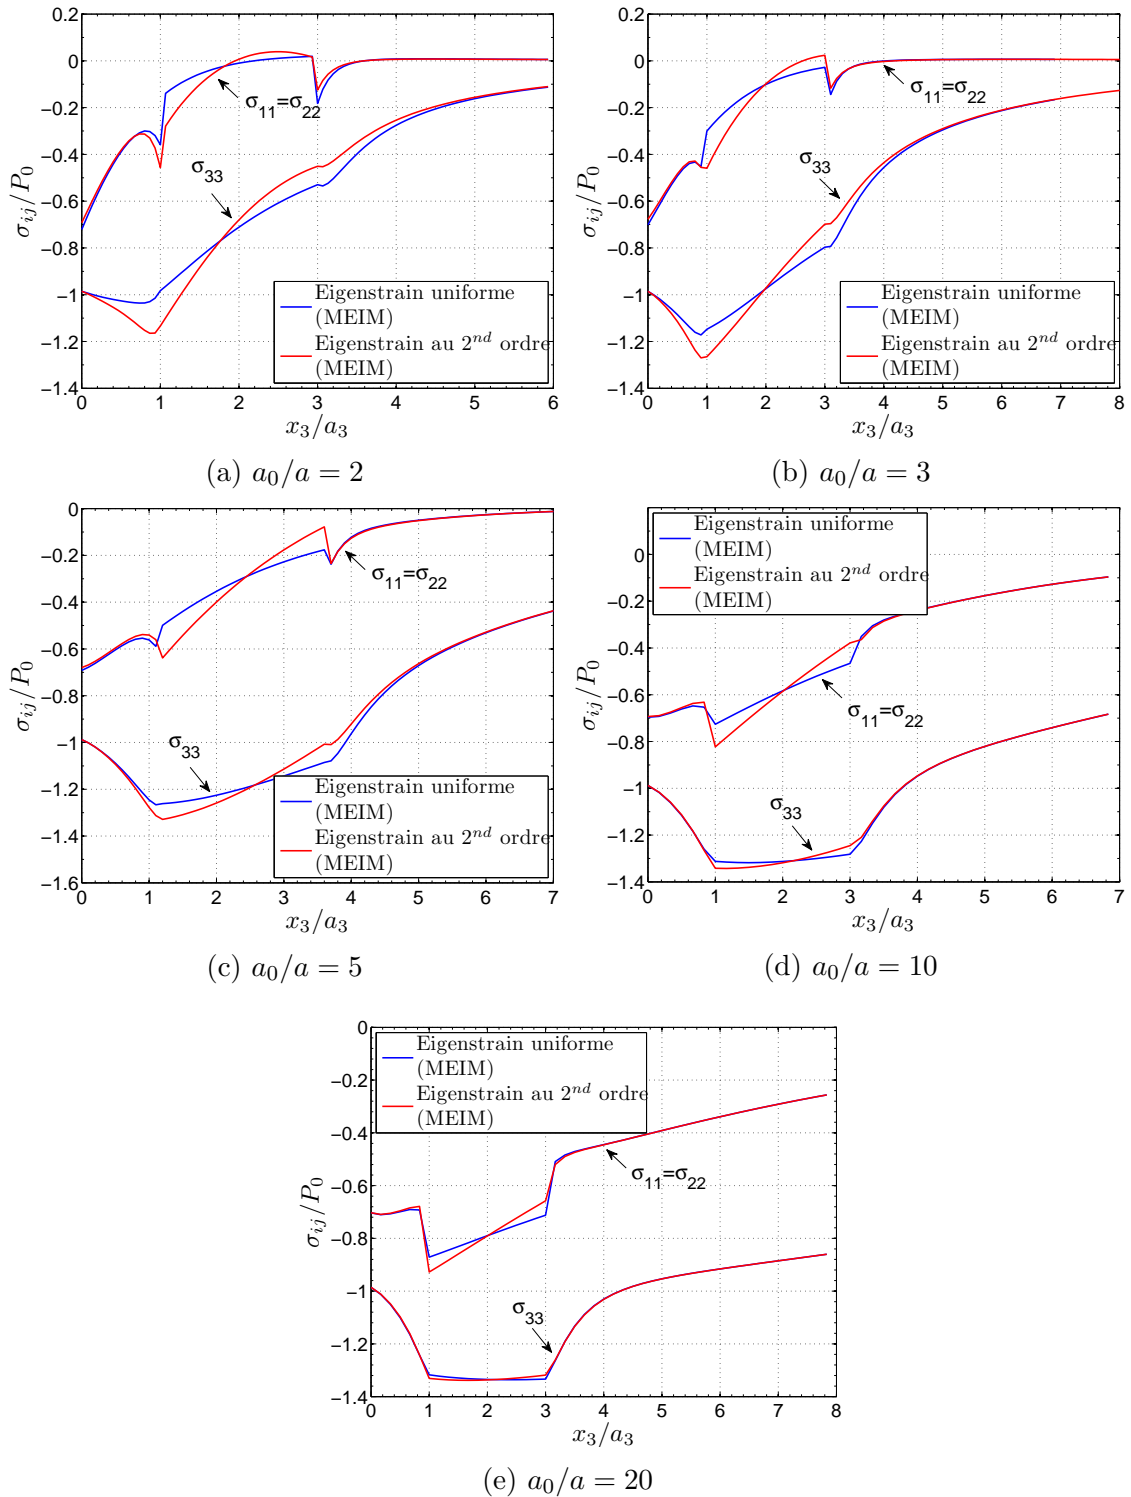 0.2
0
−0.2
−0.4
−0.6
−0.8
−1
−1.2
−1.4
σij/P0
σ11=σ22
σ33
Eigenstrain uniforme
(MEIM)
Eigenstrain au 2nd ordre
(MEIM)
0 1 2 3 4 5 6
x3/a3
(a) a0/a = 2
0.2
0
−0.2
−0.4
−0.6
−0.8
−1
−1.2
−1.4
σij/P0
σ11=σ22
σ33
Eigenstrain uniforme
(MEIM)
Eigenstrain au 2nd ordre
(MEIM)
0 1 2 3 4 5 6 7 8
x3/a3
(b) a0/a = 3
0
−0.2
−0.4
−0.6
−0.8
−1
−1.2
−1.4
−1.6
σij/P0
σ11=σ22
σ33
Eigenstrain uniforme
(MEIM)
Eigenstrain au 2nd ordre
(MEIM)
0 1 2 3 4 5 6 7
x3/a3
(c) a0/a = 5
Eigenstrain uniforme
(MEIM)
Eigenstrain au 2nd ordre
(MEIM)
0
−0.2
−0.4
−0.6
−0.8
−1
−1.2
−1.4
σij/P0
σ11=σ22
σ33
0 1 2 3 4 5 6 7
x3/a3
(d) a0/a = 10
Eigenstrain uniforme
(MEIM)
Eigenstrain au 2nd ordre
(MEIM)
0
−0.2
−0.4
−0.6
−0.8
−1
−1.2
−1.4
σij/P0
σ11=σ22
σ33
0 1 2 3 4 5 6 7 8
x3/a3
(e) a0/a = 20